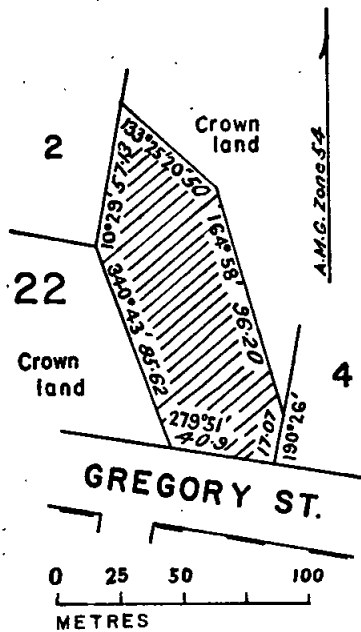 2
Crown
land
A.M.G. Zone 54
133°25'20" 50
10°29' 57·13
164°58' 96·20
22
340°43' 85·62
Crown
land
4
279°51'
40·91
17·07
190°26'
GREGORY ST.
0 25 50 100
METRES